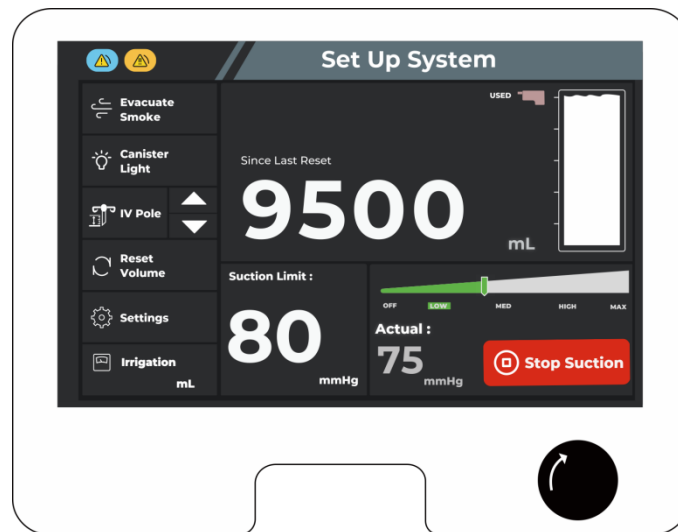 Set Up System
Evacuate
Smoke
Canister
Light
IV Pole
Reset
Volume
Settings
Irrigation
mL
USED
Since Last Reset
9500
mL
Suction Limit :
80
mmHg
OFF LOW MED HIGH MAX
Actual :
75
mmHg
Stop Suction